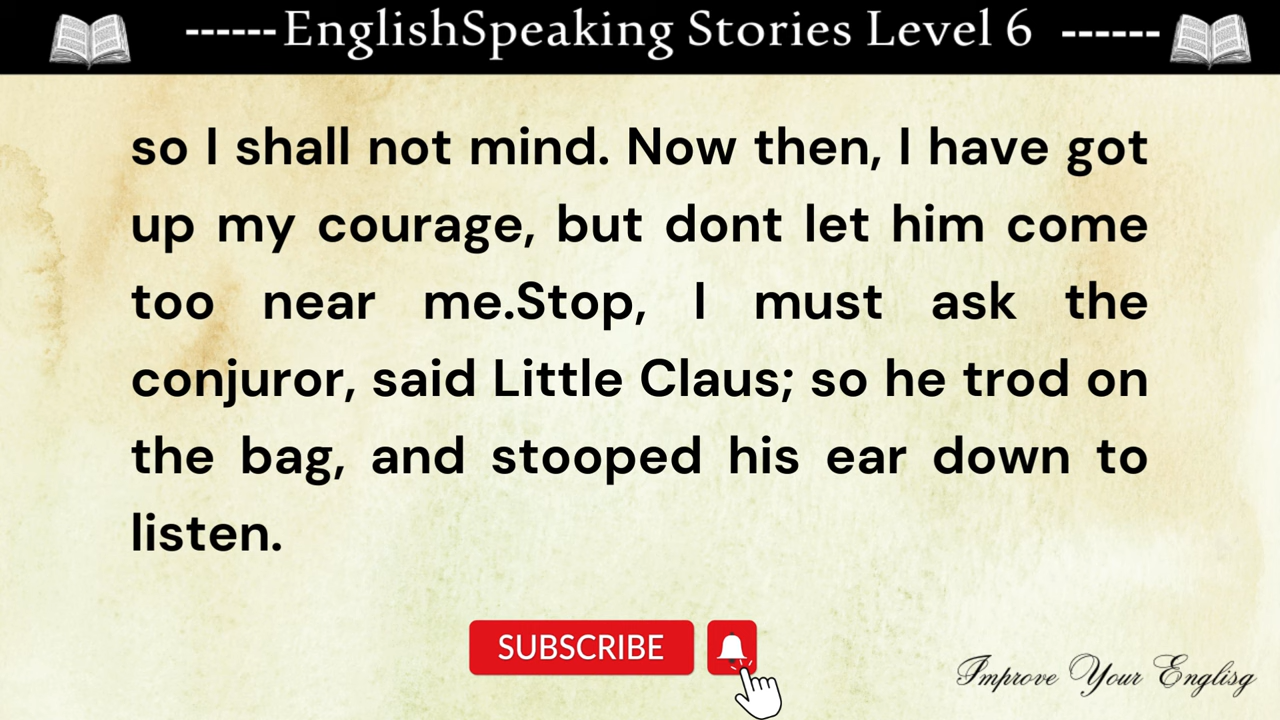 ------EnglishSpeaking Stories Level 6 ------
so I shall not mind. Now then, I have got
up my courage, but dont let him come
too near me.Stop, I must ask the
conjuror, said Little Claus; so he trod on
the bag, and stooped his ear down to
listen.
SUBSCRIBE
Improve Your Englisg